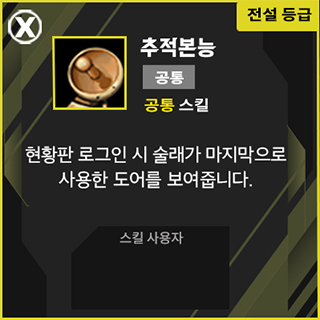 전설 등급
X
추적본능
공통
공통 스킬
현황판 로그인 시 술래가 마지막으로
사용한 도어를 보여줍니다.
스킬 사용자